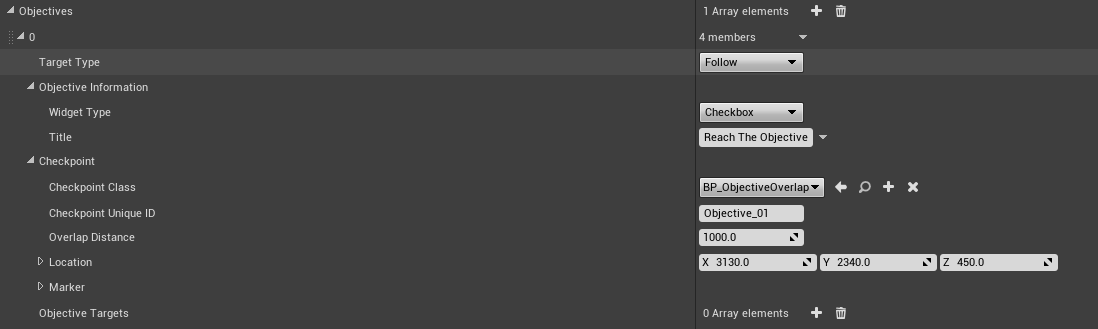 Objectives 1 Array elements
0 4 members
Target Type Follow
Objective Information
Widget Type Checkbox
Title Reach The Objective
Checkpoint
Checkpoint Class BP_ObjectiveOverlap
Checkpoint Unique ID Objective_01
Overlap Distance 1000.0
Location X 3130.0 Y 2340.0 Z 450.0
Marker
Objective Targets 0 Array elements